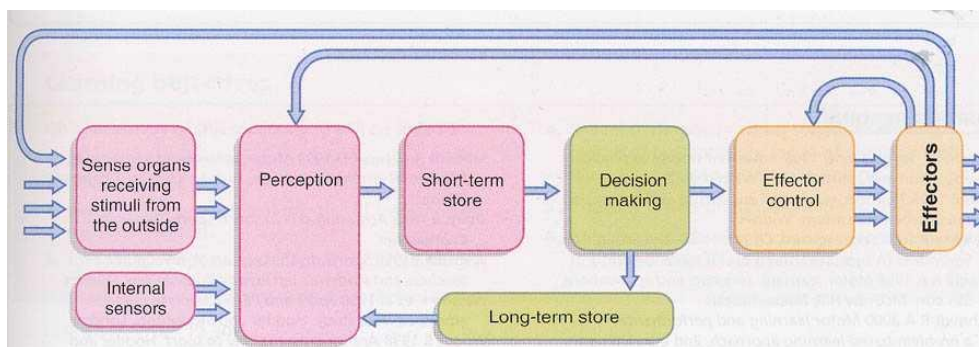 Sense organs
receiving
stimuli from
the outside
Perception
Short-term
store
Decision
making
Effector
control
Effectors
Internal
sensors
Long-term store